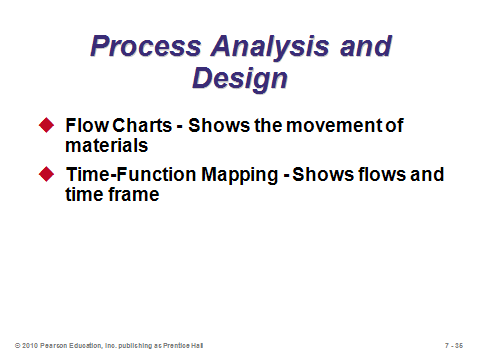 Process Analysis and
Design
Flow Charts - Shows the movement of
materials
Time-Function Mapping - Shows flows and
time frame
© 2010 Pearson Education, Inc. publishing as Prentice Hall
7 - 36